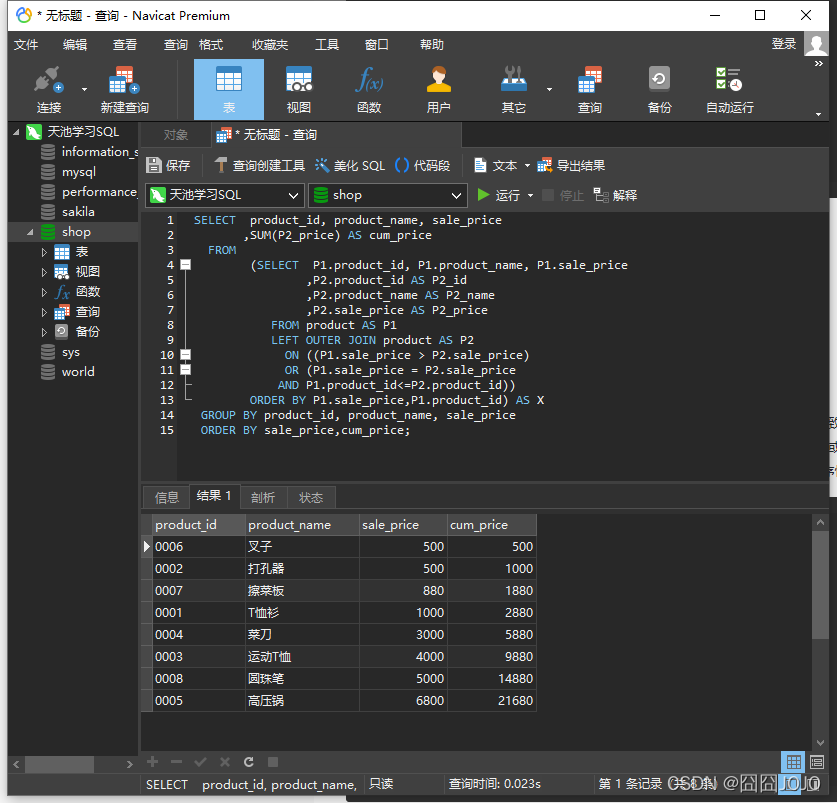 * 无标题 - 查询 - Navicat Premium
文件 编辑 查看 查询 格式 收藏夹 工具 窗口 帮助 登录
连接 新建查询 表 视图 函数 用户 其它 查询 备份 自动运行
天池学习SQL
information_s
mysql
performance_
sakila
shop
表
视图
函数
查询
备份
sys
world
对象 * 无标题 - 查询
保存 查询创建工具 美化 SQL 代码段 文本 导出结果
天池学习SQL shop 运行 停止 解释
1 SELECT product_id, product_name, sale_price
2 ,SUM(P2_price) AS cum_price
3 FROM
4 (SELECT P1.product_id, P1.product_name, P1.sale_price
5 ,P2.product_id AS P2_id
6 ,P2.product_name AS P2_name
7 ,P2.sale_price AS P2_price
8 FROM product AS P1
9 LEFT OUTER JOIN product AS P2
10 ON ((P1.sale_price > P2.sale_price)
11 OR (P1.sale_price = P2.sale_price
12 AND P1.product_id<=P2.product_id))
13 ORDER BY P1.sale_price,P1.product_id) AS X
14 GROUP BY product_id, product_name, sale_price
15 ORDER BY sale_price,cum_price;
信息 结果 1 剖析 状态
product_id product_name sale_price cum_price
0006 叉子 500 500
0002 打孔器 500 1000
0007 擦菜板 880 1880
0001 T恤衫 1000 2880
0004 菜刀 3000 5880
0003 运动T恤 4000 9880
0008 圆珠笔 5000 14880
0005 高压锅 6800 21680
SELECT product_id, product_name, 只读 查询时间: 0.023s 第 1 条记录 (共 8 条)
CSDN @囧囧JOJO